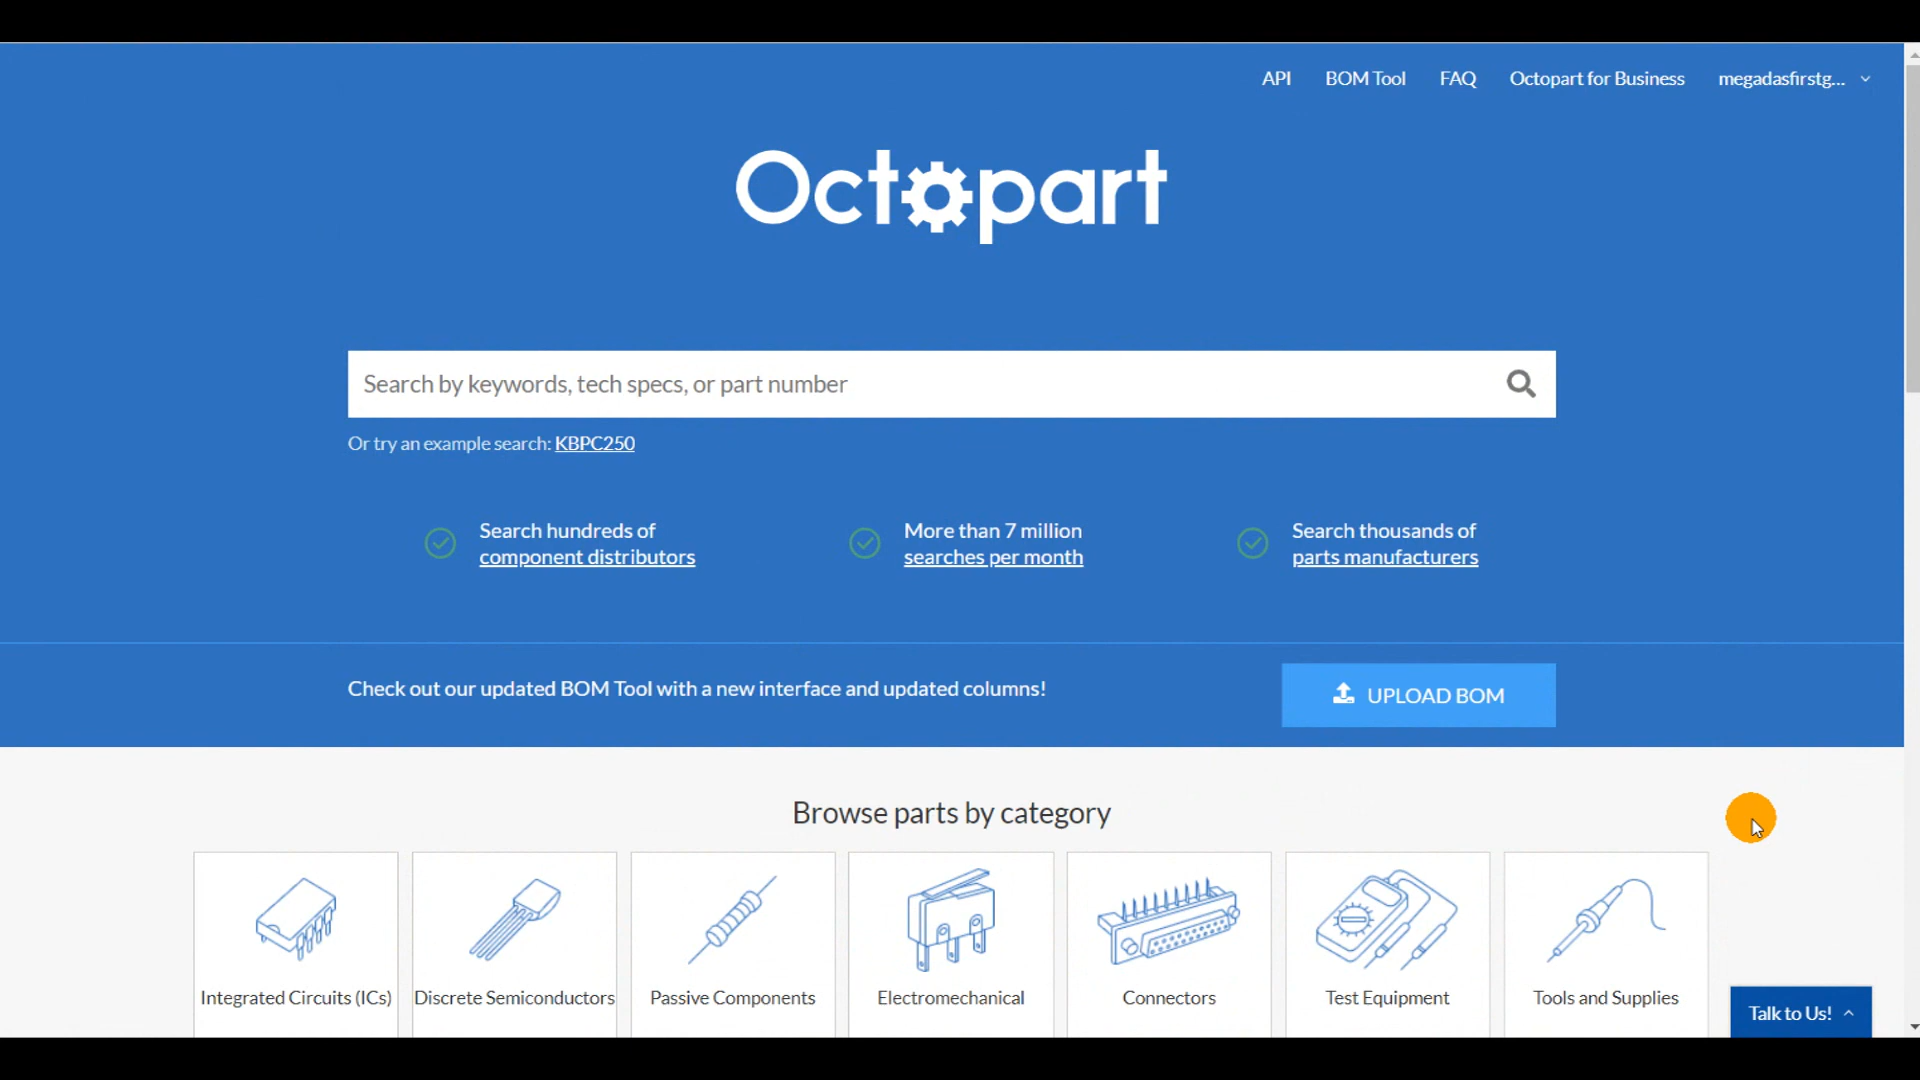 API BOM Tool FAQ Octopart for Business megadasfirstg...
Octopart
Search by keywords, tech specs, or part number
Or try an example search: KBPC250
Search hundreds of
component distributors
More than 7 million
searches per month
Search thousands of
parts manufacturers
Check out our updated BOM Tool with a new interface and updated columns!
UPLOAD BOM
Browse parts by category
Integrated Circuits (ICs)
Discrete Semiconductors
Passive Components
Electromechanical
Connectors
Test Equipment
Tools and Supplies
Talk to Us!